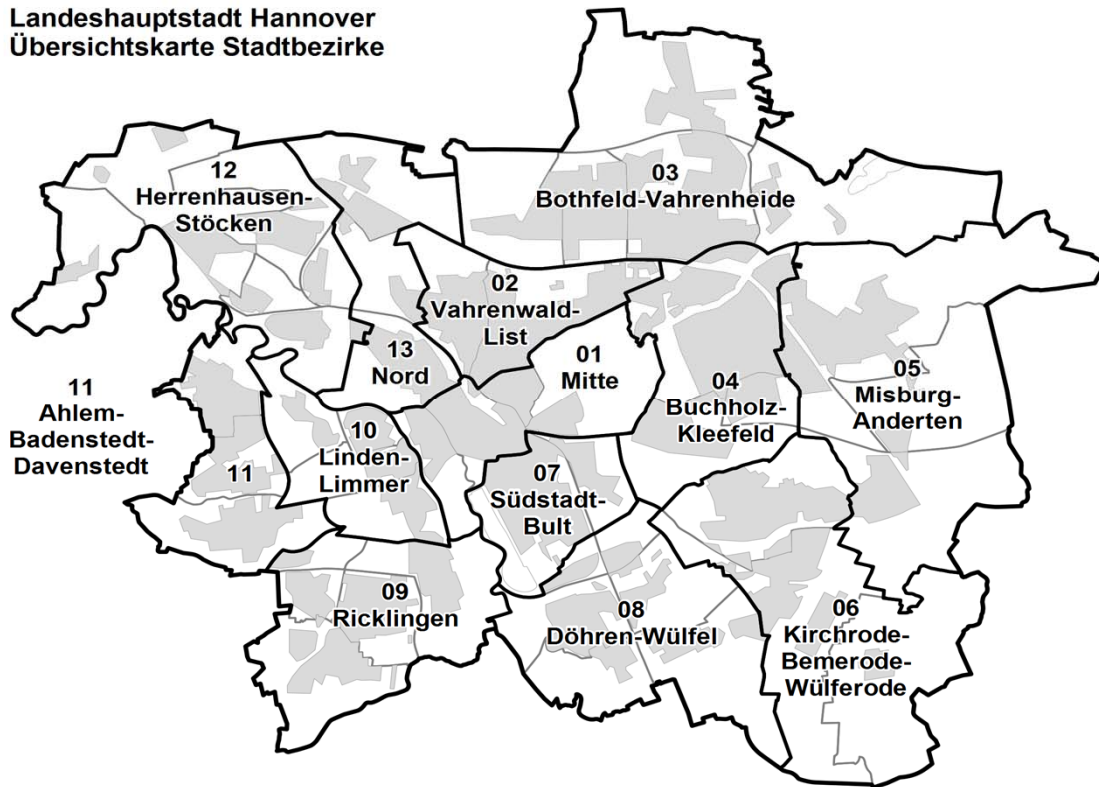 Landeshauptstadt Hannover
Übersichtskarte Stadtbezirke
12
Herrenhausen-
Stöcken
03
Bothfeld-Vahrenheide
02
Vahrenwald-
List
13
Nord
01
Mitte
04
Buchholz-
Kleefeld
05
Misburg-
Anderten
11
Ahlem-
Badenstedt-
Davenstedt
11
10
Linden-
Limmer
07
Südstadt-
Bult
09
Ricklingen
08
Döhren-Wülfel
06
Kirchrode-
Bemerode-
Wülferode